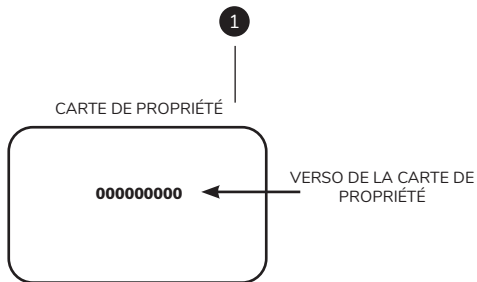 1
CARTE DE PROPRIÉTÉ
000000000
VERSO DE LA CARTE DE
PROPRIÉTÉ